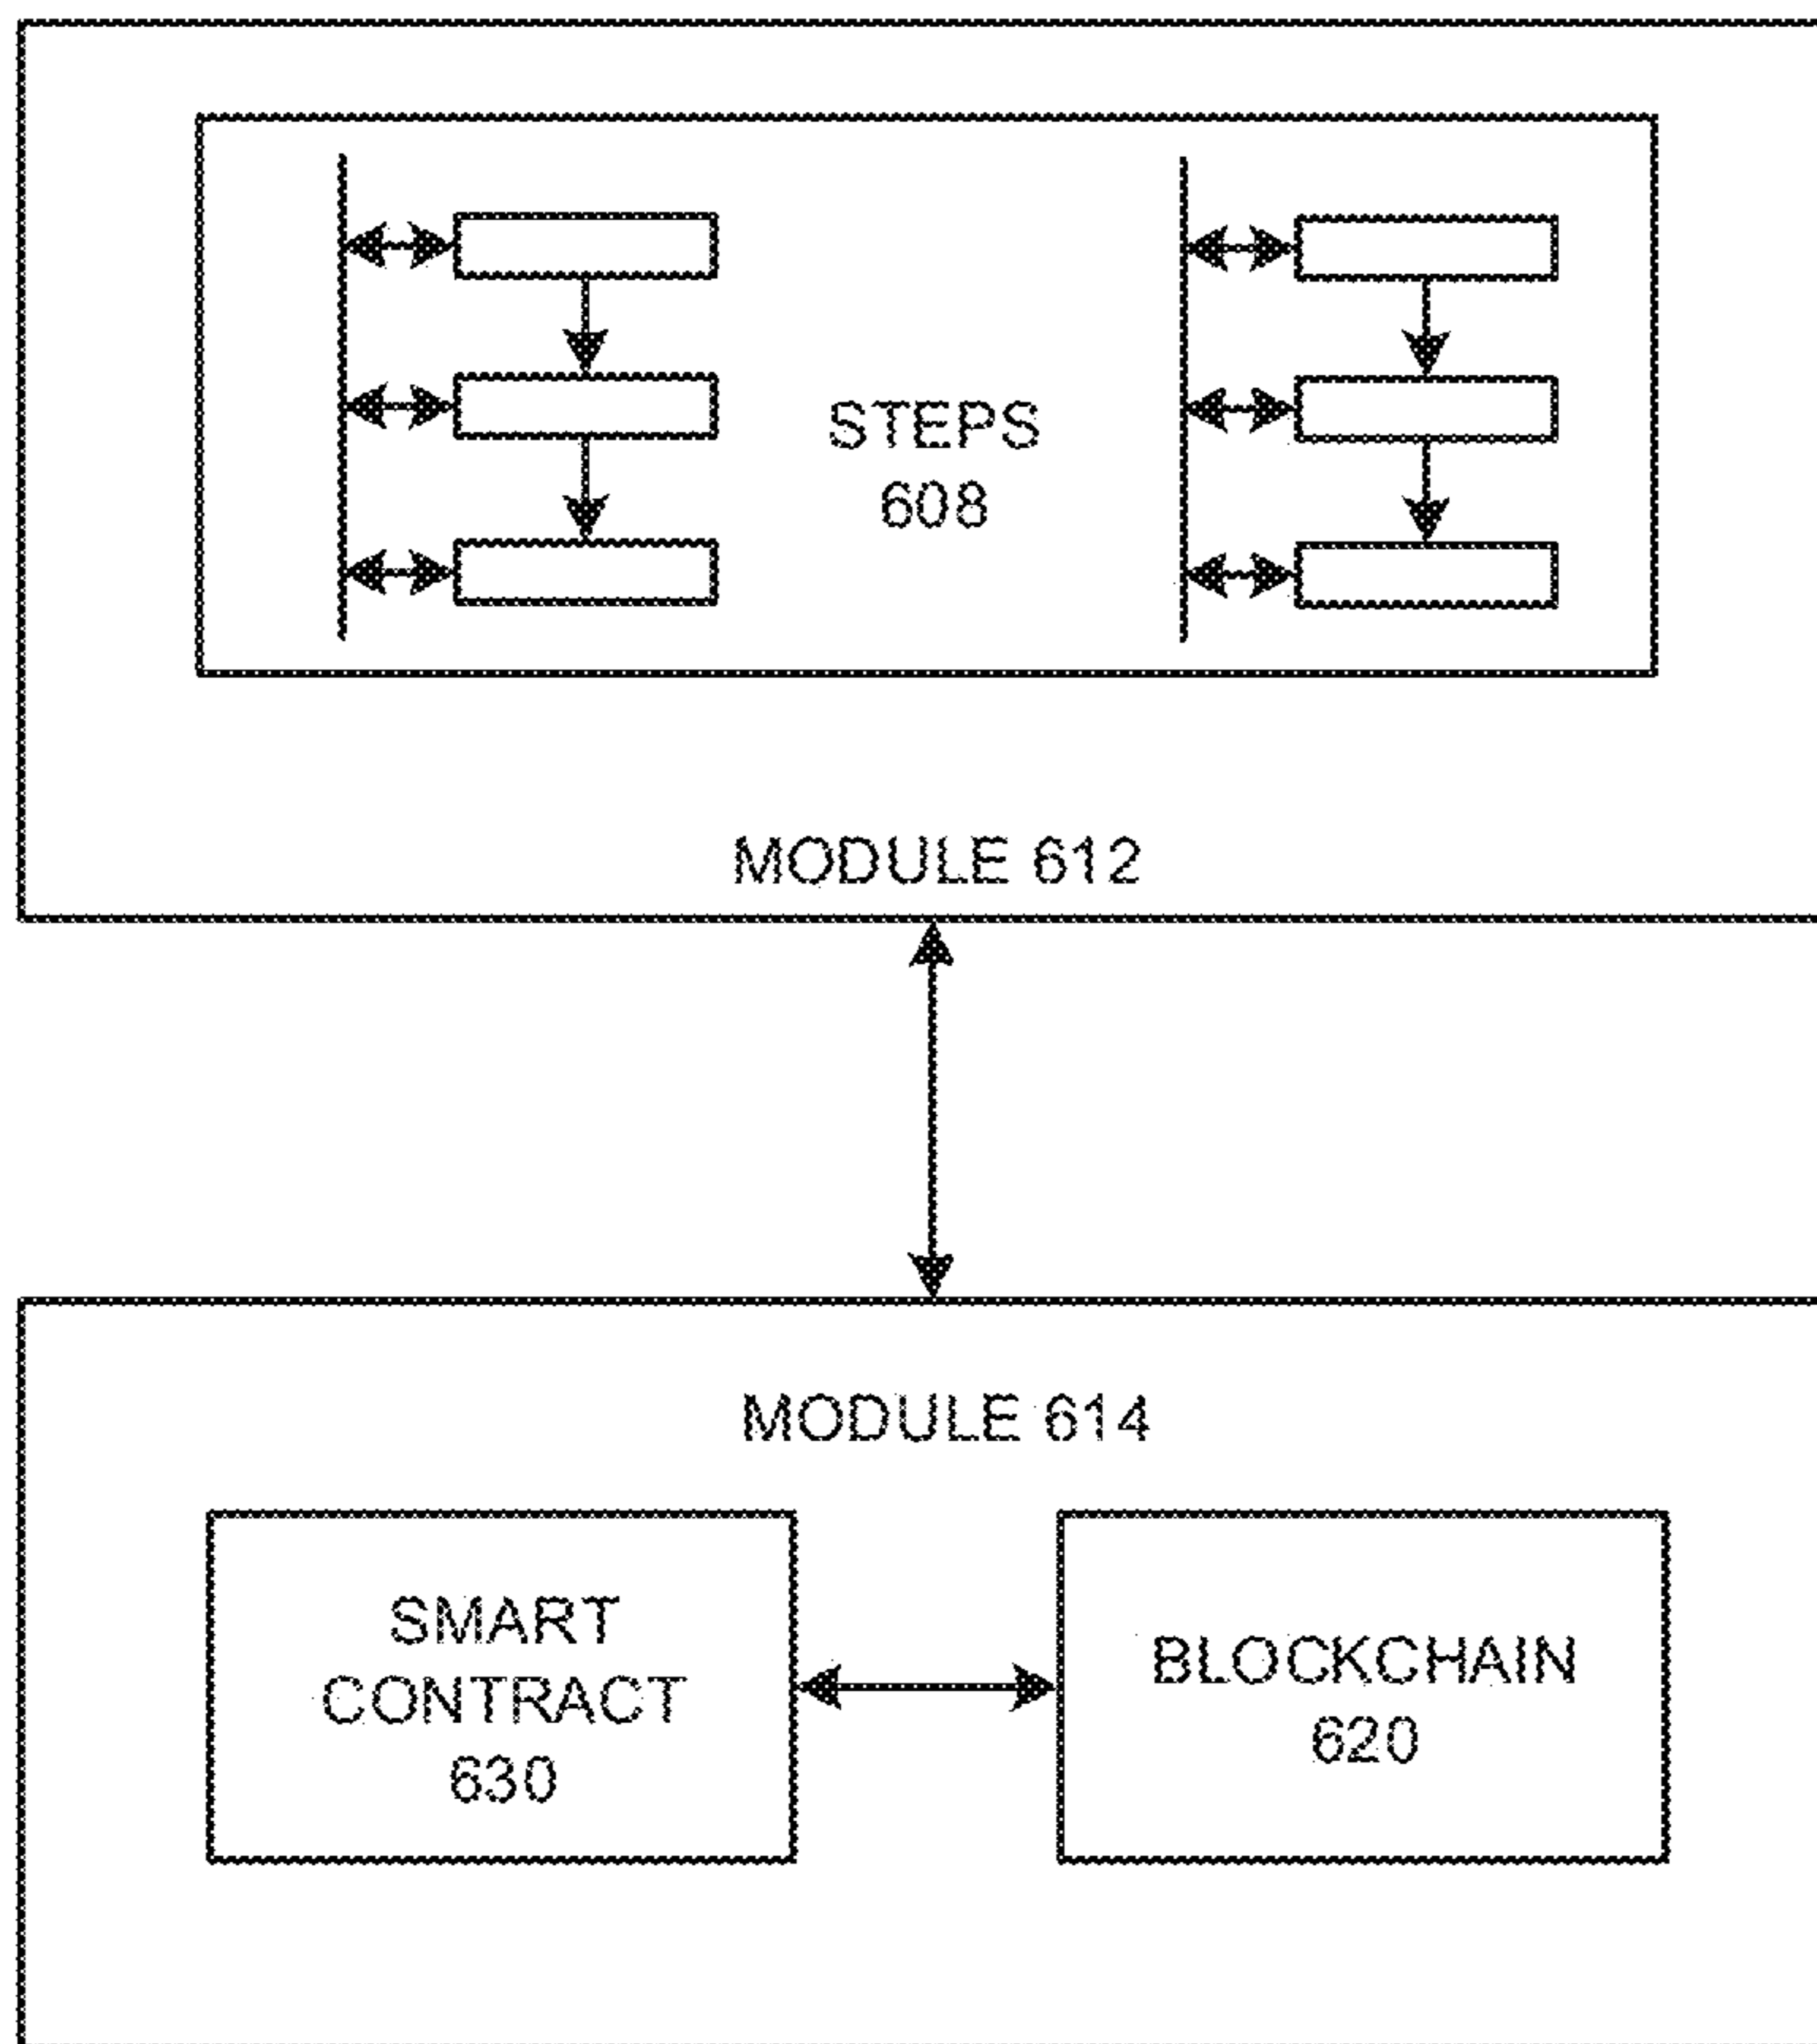 STEPS
608
MODULE 612
MODULE 614
SMART
CONTRACT
630
BLOCKCHAIN
620